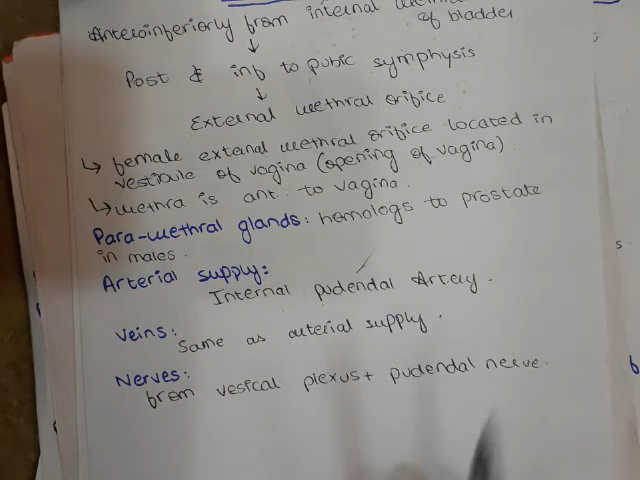 Anteroinferiorly from internal
of bladder
↓
Post & inf to pubic symphysis
↓
External urethral orifice
↳ female extenal urethral orifice located in
vestibule of vagina (opening of vagina).
↳ urethra is ant. to vagina.
Para-urethral glands: homologs to prostate
in males.
Arterial supply:
Internal pudendal Artery.
Veins:
Same as arterial supply.
Nerves:
from vesical plexus + pudendal nerve.